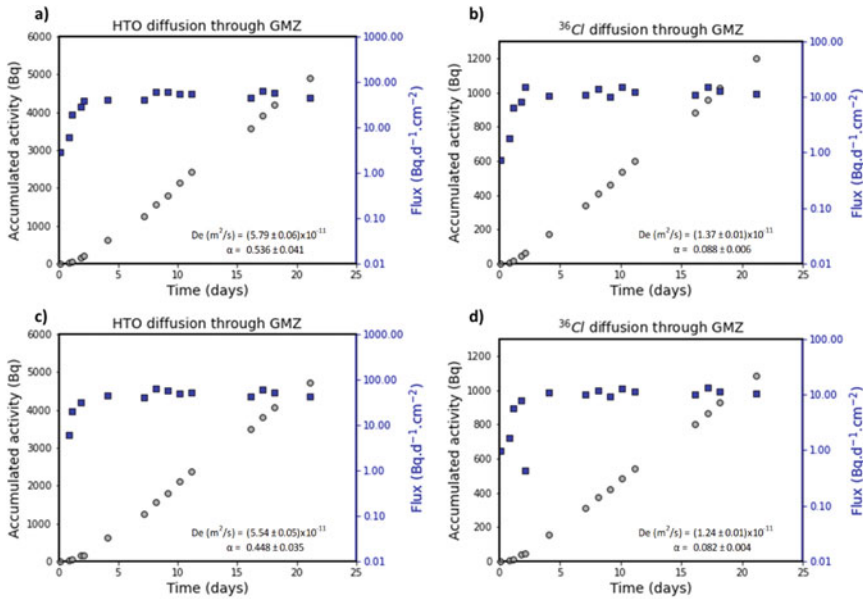 a)
HTO diffusion through GMZ
6000
5000
4000
3000
2000
1000
0
Accumulated activity (Bq)
1000.00
100.00
10.00
1.00
0.10
0.01
Flux (Bq.d⁻¹.cm⁻²)
De (m²/s) = (5.79 ± 0.06)x10⁻¹¹
α = 0.536 ± 0.041
0 5 10 15 20 25
Time (days)
b)
³⁶Cl diffusion through GMZ
1200
1000
800
600
400
200
0
Accumulated activity (Bq)
100.00
10.00
1.00
0.10
0.01
Flux (Bq.d⁻¹.cm⁻²)
De (m²/s) = (1.37 ± 0.01)x10⁻¹¹
α = 0.088 ± 0.006
0 5 10 15 20 25
Time (days)
c)
HTO diffusion through GMZ
6000
5000
4000
3000
2000
1000
0
Accumulated activity (Bq)
1000.00
100.00
10.00
1.00
0.10
0.01
Flux (Bq.d⁻¹.cm⁻²)
De (m²/s) = (5.54 ± 0.05)x10⁻¹¹
α = 0.448 ± 0.035
0 5 10 15 20 25
Time (days)
d)
³⁶Cl diffusion through GMZ
1200
1000
800
600
400
200
0
Accumulated activity (Bq)
100.00
10.00
1.00
0.10
0.01
Flux (Bq.d⁻¹.cm⁻²)
De (m²/s) = (1.24 ± 0.01)x10⁻¹¹
α = 0.082 ± 0.004
0 5 10 15 20 25
Time (days)